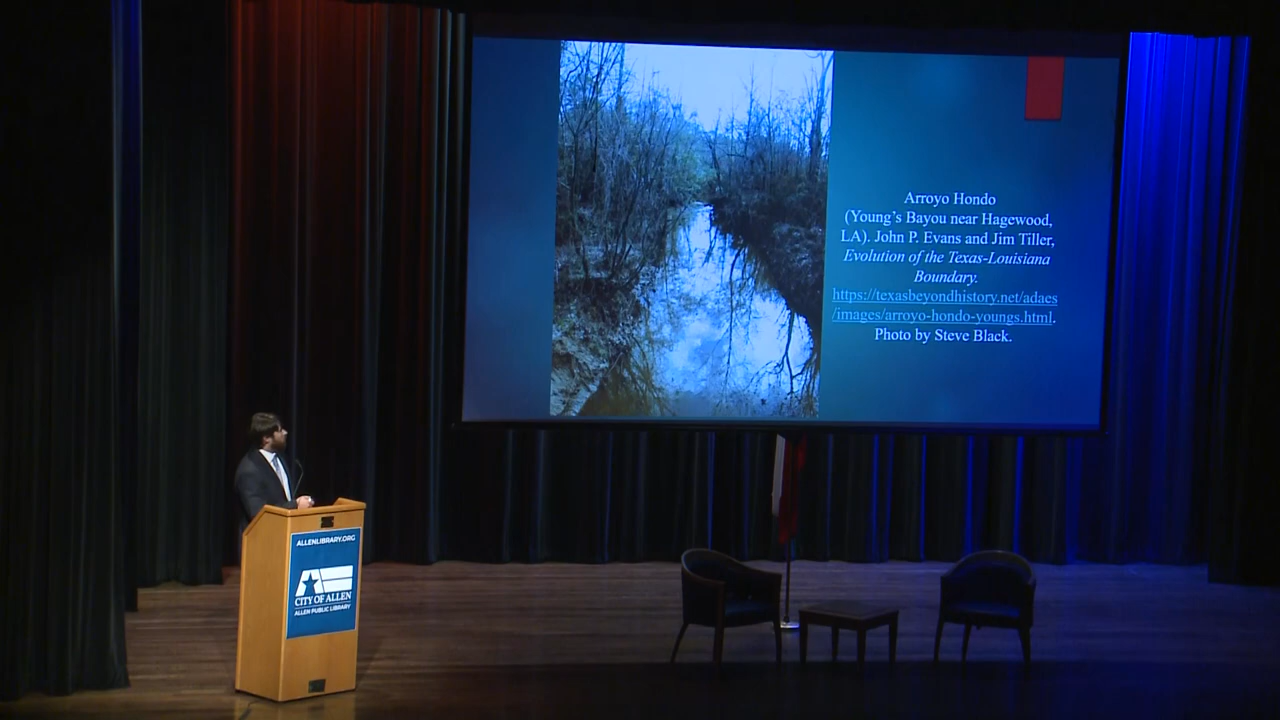 Arroyo Hondo
(Young's Bayou near Hagewood,
LA). John P. Evans and Jim Tiller,
Evolution of the Texas-Louisiana
Boundary.
https://texasbeyondhistory.net/adaes
/images/arroyo-hondo-youngs.html.
Photo by Steve Black.
ALLENLIBRARY.ORG
CITY OF ALLEN
ALLEN PUBLIC LIBRARY